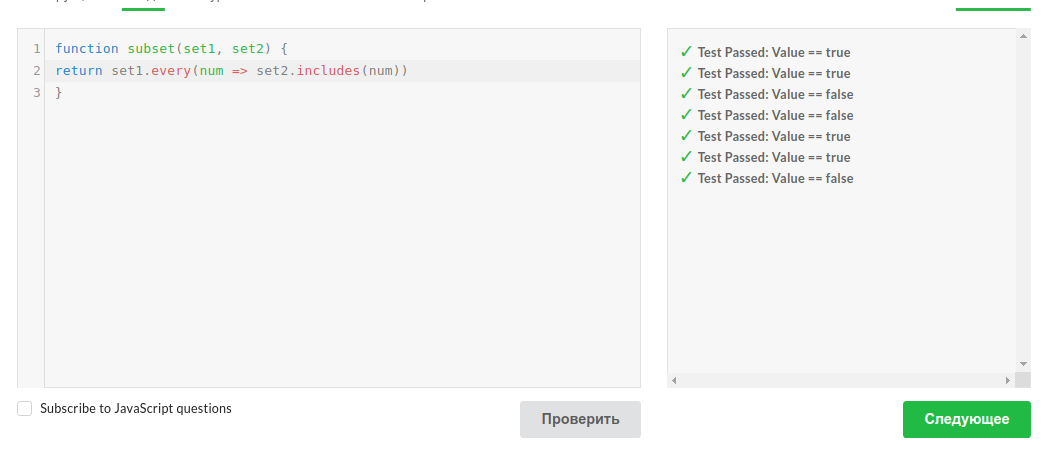 1 function subset(set1, set2) {
2 return set1.every(num => set2.includes(num))
3 }
✓ Test Passed: Value == true
✓ Test Passed: Value == true
✓ Test Passed: Value == false
✓ Test Passed: Value == false
✓ Test Passed: Value == true
✓ Test Passed: Value == true
✓ Test Passed: Value == false
Subscribe to JavaScript questions
Проверить
Следующее